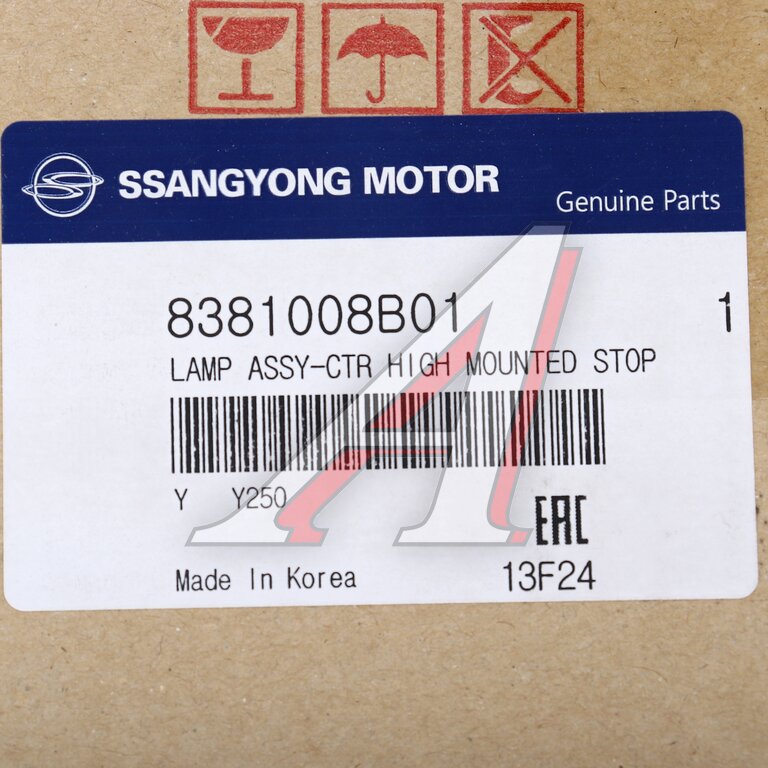 SSANGYONG MOTOR
Genuine Parts
8381008B01 1
LAMP ASSY-CTR HIGH MOUNTED STOP
Y Y250
EAC
Made In Korea 13F24